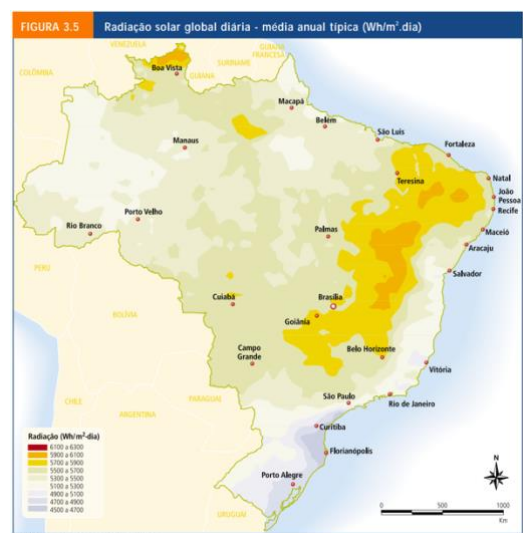 FIGURA 3.5
Radiação solar global diária - média anual típica (Wh/m².dia)
VENEZUELA
COLÔMBIA
Boa Vista
SURINAME
GUIANA
GUIANA
FRANCESA
Macapá
Belém
São Luis
Fortaleza
Manaus
Teresina
Natal
João
Pessoa
Recife
Maceió
Aracaju
Salvador
Porto Velho
Rio Branco
Palmas
PERU
BOLÍVIA
Cuiabá
Brasília
Goiânia
Campo
Grande
Belo Horizonte
Vitória
São Paulo
Rio de Janeiro
CHILE
ARGENTINA
PARAGUAI
Curitiba
Florianópolis
Porto Alegre
URUGUAI
Radiação (Wh/m²·dia)
6100 a 6300
5900 a 6100
5700 a 5900
5500 a 5700
5300 a 5500
5100 a 5300
4900 a 5100
4700 a 4900
4500 a 4700
N
0 500 1000
Km